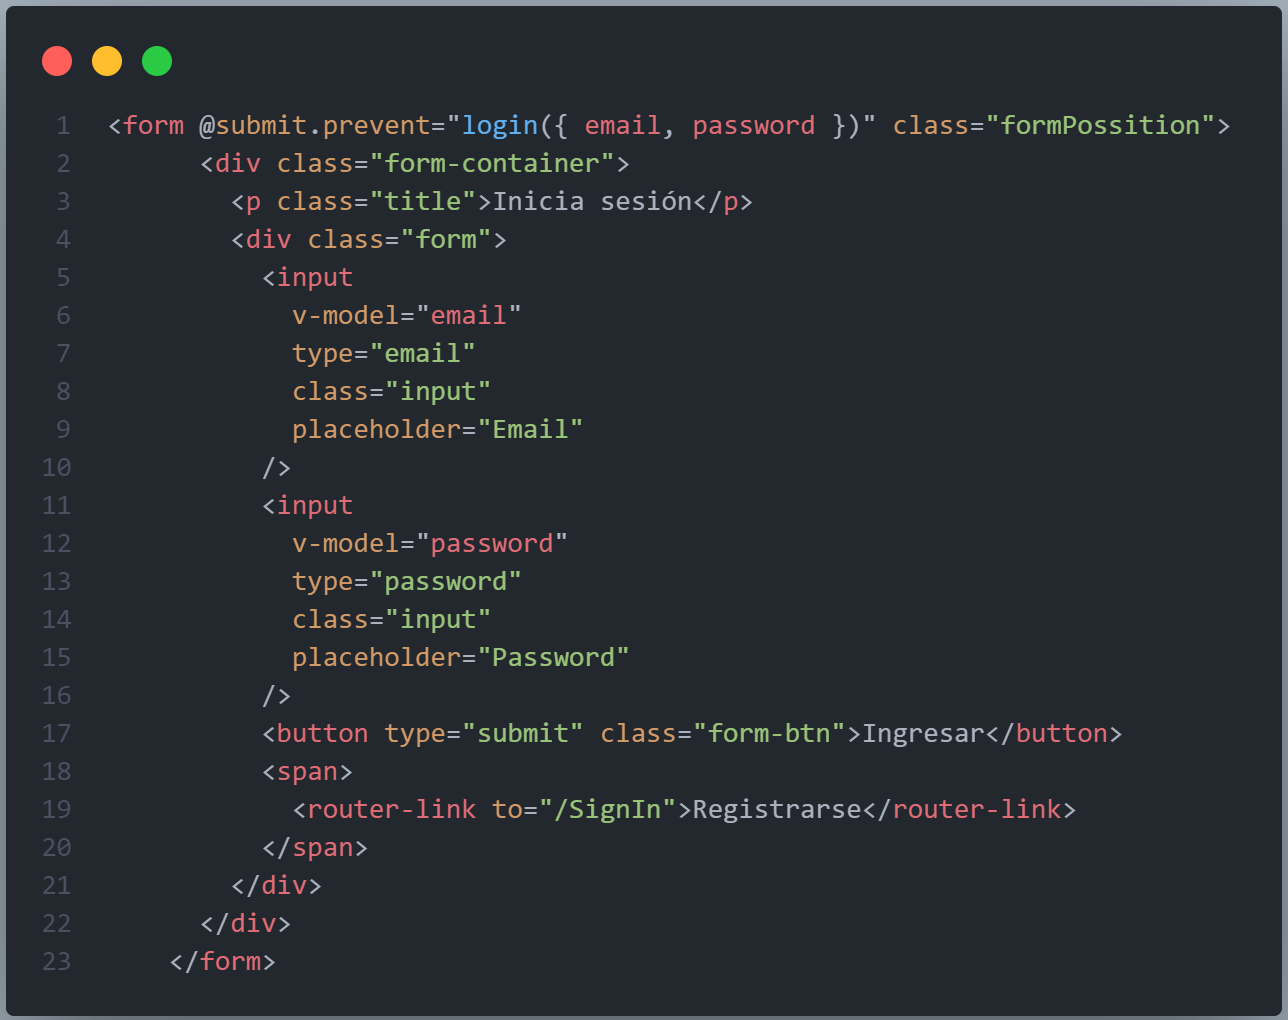 1 <form @submit.prevent="login({ email, password })" class="formPossition">
2       <div class="form-container">
3         <p class="title">Inicia sesión</p>
4         <div class="form">
5           <input
6             v-model="email"
7             type="email"
8             class="input"
9             placeholder="Email"
10           />
11           <input
12             v-model="password"
13             type="password"
14             class="input"
15             placeholder="Password"
16           />
17           <button type="submit" class="form-btn">Ingresar</button>
18           <span>
19             <router-link to="/SignIn">Registrarse</router-link>
20           </span>
21         </div>
22       </div>
23     </form>